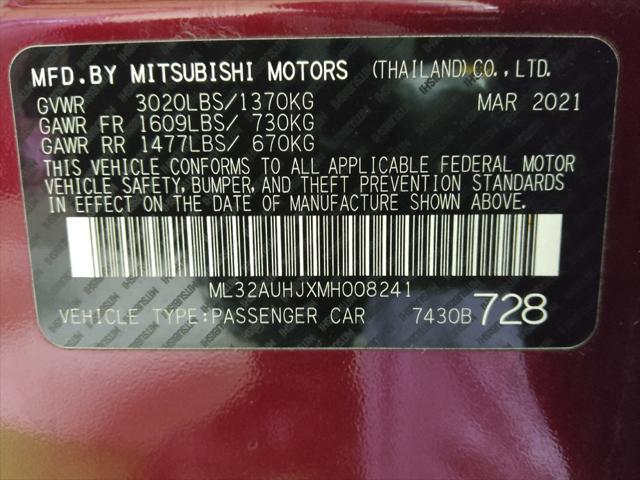 MFD.BY MITSUBISHI MOTORS (THAILAND)CO.,LTD.
GVWR 3020LBS/1370KG MAR 2021
GAWR FR 1609LBS/ 730KG
GAWR RR 1477LBS/ 670KG
THIS VEHICLE CONFORMS TO ALL APPLICABLE FEDERAL MOTOR
VEHICLE SAFETY, BUMPER, AND THEFT PREVENTION STANDARDS
IN EFFECT ON THE DATE OF MANUFACTURE SHOWN ABOVE.
ML32AUHJXMH008241
VEHICLE TYPE:PASSENGER CAR 7430B 728